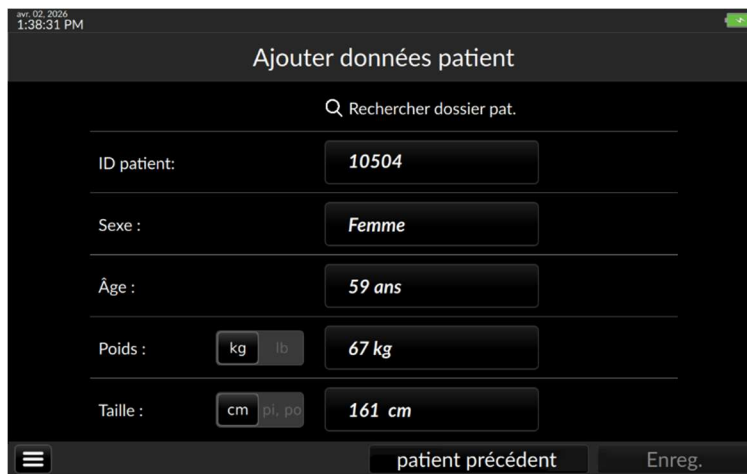 avr. 02, 2026
1:38:31 PM
Ajouter données patient
Rechercher dossier pat.
ID patient: 10504
Sexe : Femme
Âge : 59 ans
Poids : kg lb 67 kg
Taille : cm pi, po 161 cm
patient précédent Enreg.